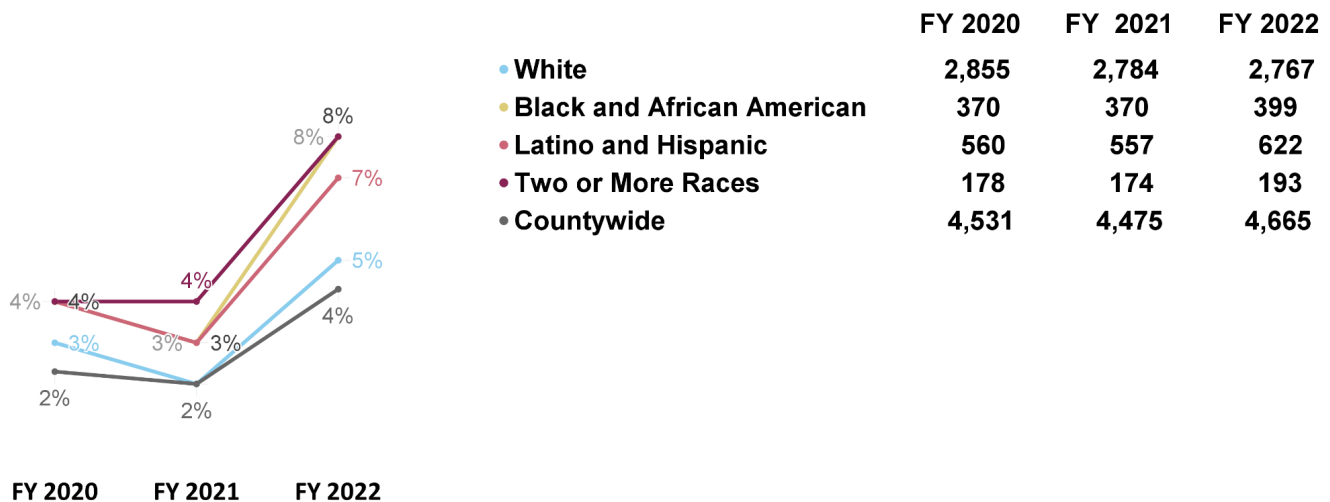 FY 2020 FY 2021 FY 2022
White 2,855 2,784 2,767
Black and African American 370 370 399
Latino and Hispanic 560 557 622
Two or More Races 178 174 193
Countywide 4,531 4,475 4,665
8%
8%
7%
5%
4%
4% 4%
4%
3% 3% 3%
2%
2%
FY 2020 FY 2021 FY 2022